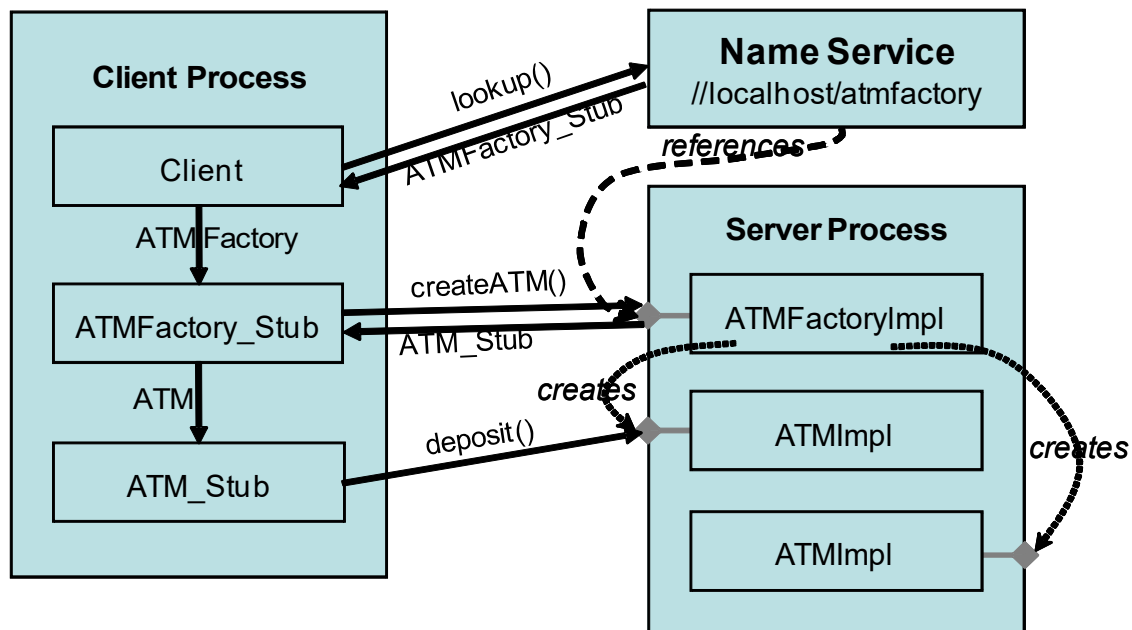 Client Process
Name Service
//localhost/atmfactory
lookup()
ATMFactory_Stub
references
Client
ATMFactory
Server Process
createATM()
ATMFactory_Stub
ATM_Stub
ATMFactoryImpl
creates
ATM
deposit()
ATMImpl
creates
ATM_Stub
ATMImpl